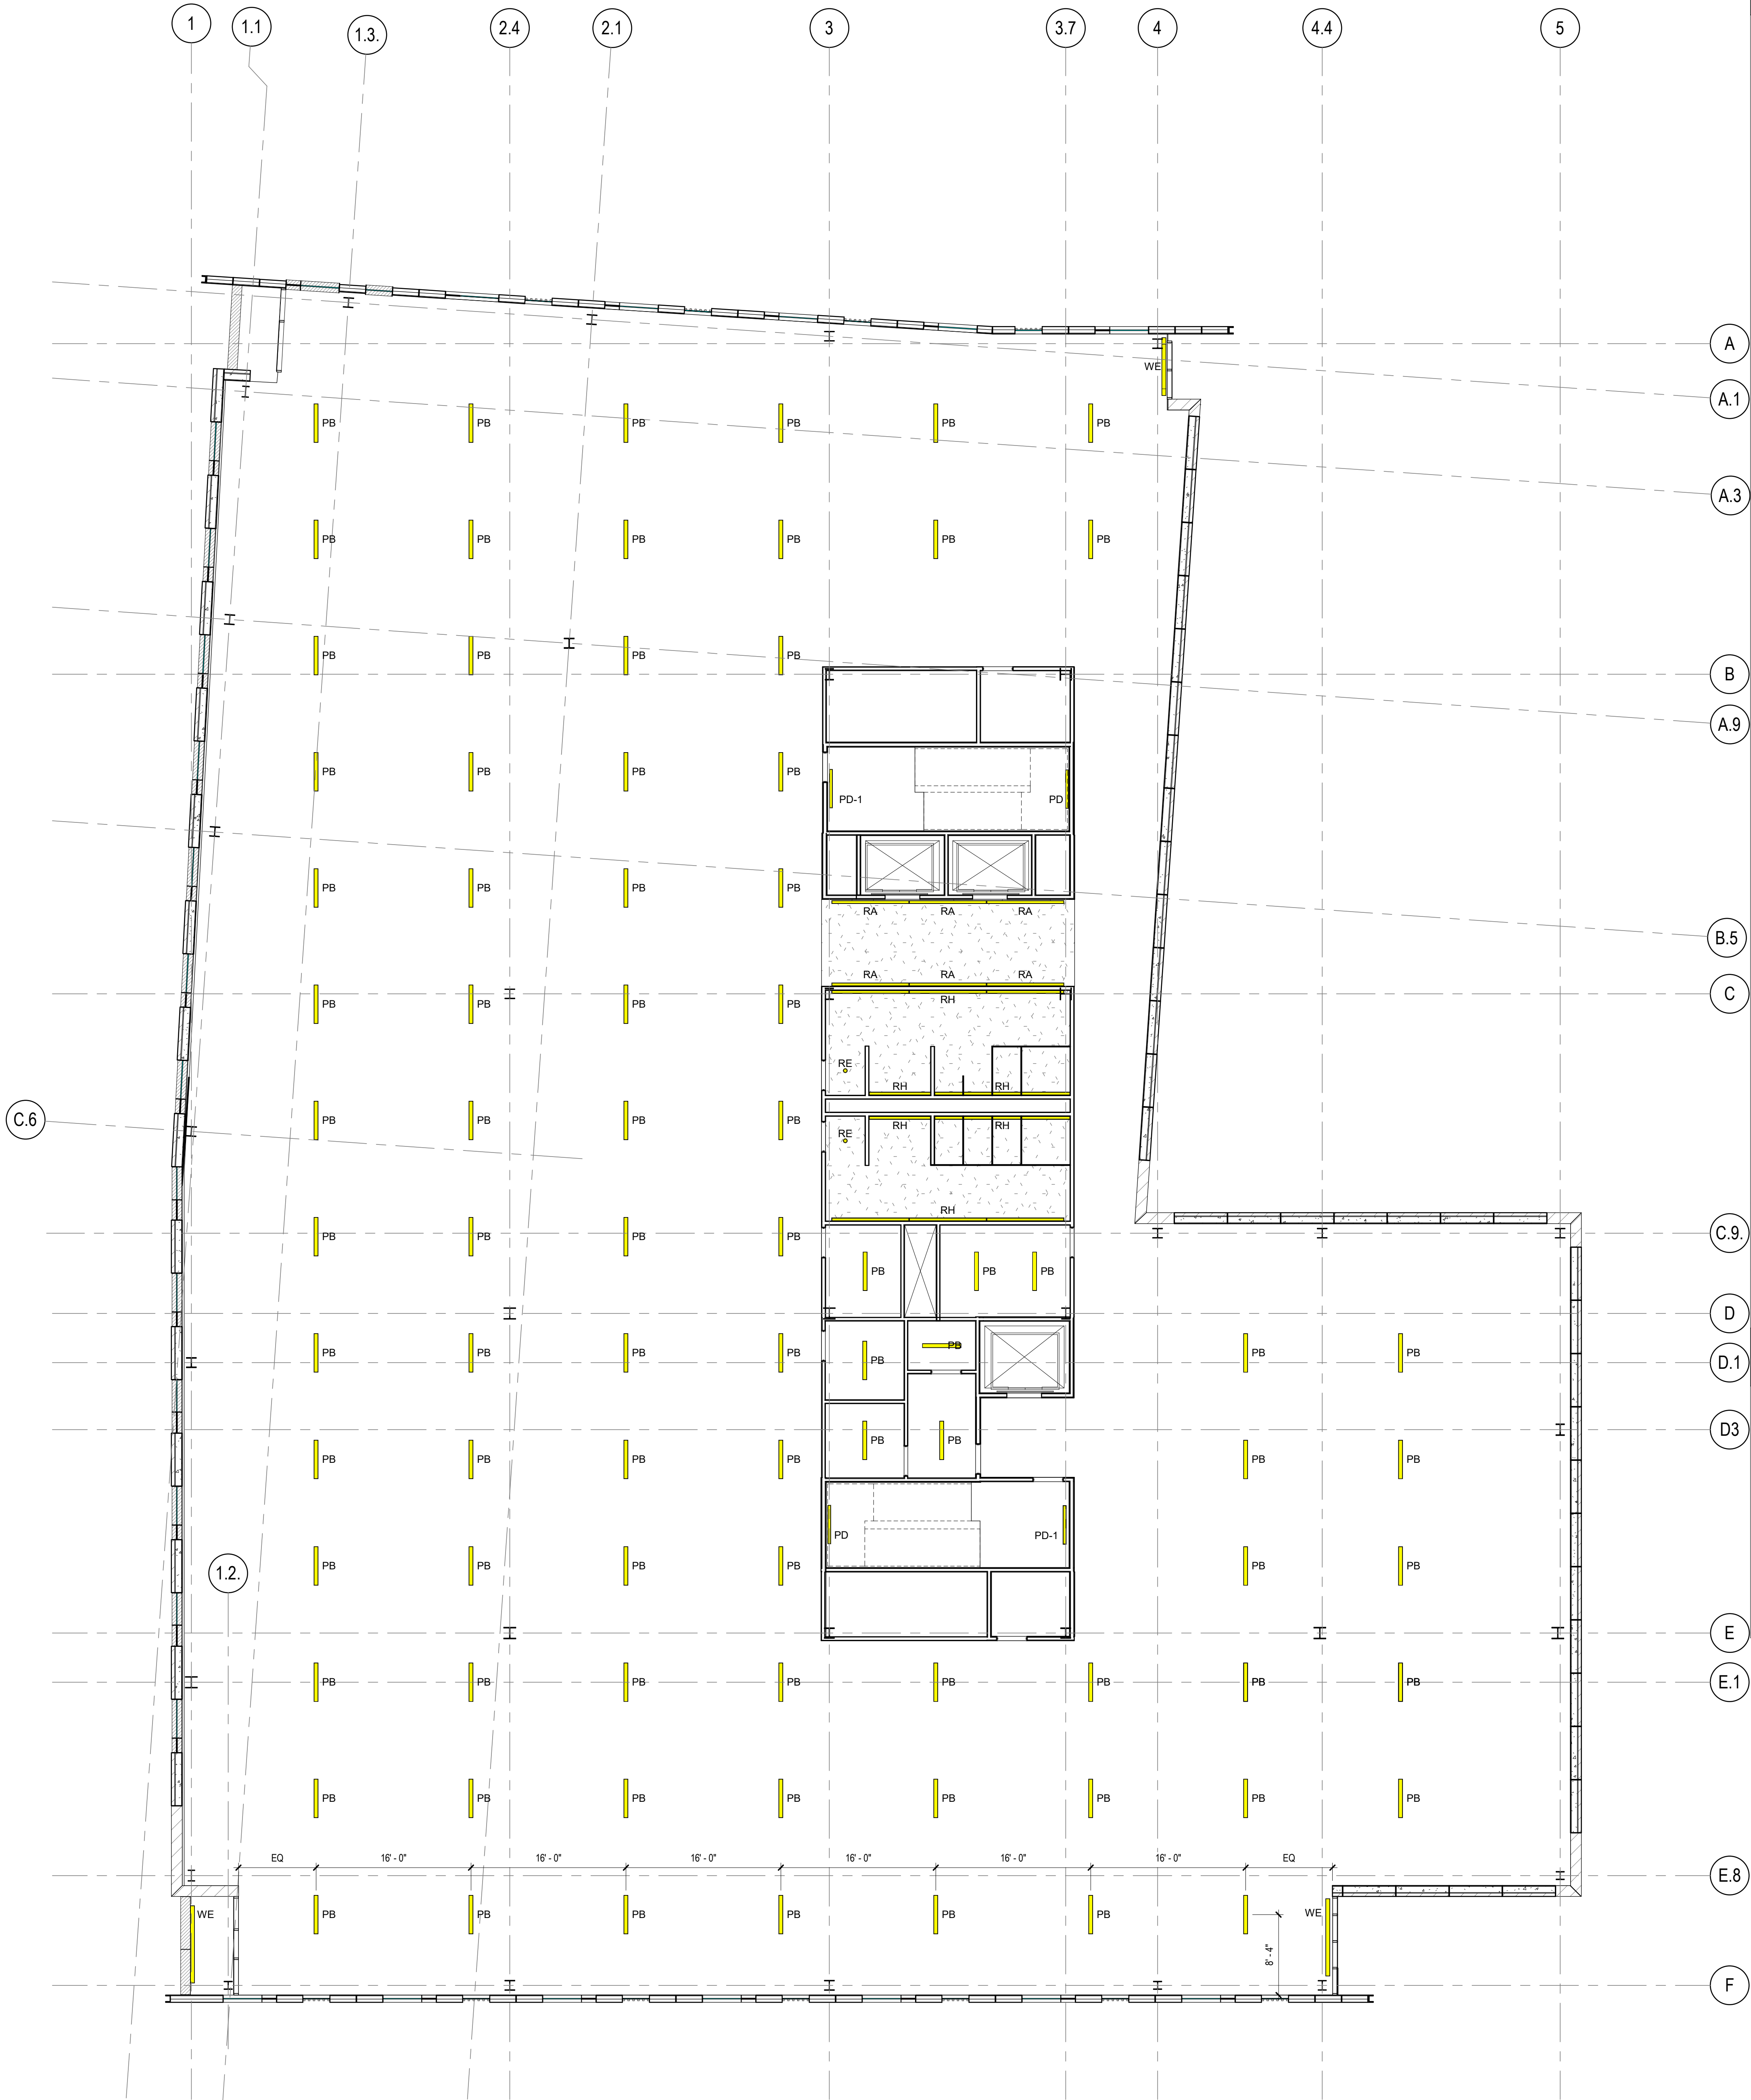 1 1.1 1.3. 2.4 2.1 3 3.7 4 4.4 5
A
WE
A.1
PB PB PB PB PB PB
A.3
PB PB PB PB PB PB
PB PB PB PB
B
A.9
PB PB PB PB
PD-1 PD
PB PB PB PB
RA RA RA
B.5
RA RA RA
C
RH
PB PB PB PB
RE
RH RH
C.6
PB PB PB PB
RH RH
RE
RH
C.9.
PB PB PB PB
PB PB PB
D
PB
PB PB PB PB PB PB
PB
D.1
D3
PB PB
PB PB PB PB PB PB
PD PD-1
PB PB PB PB PB PB
1.2.
E
PB PB PB PB PB PB PB PB
E.1
PB PB PB PB PB PB PB PB
EQ 16' - 0" 16' - 0" 16' - 0" 16' - 0" 16' - 0" 16' - 0" EQ
E.8
WE PB PB PB PB PB PB WE
8' - 4"
F